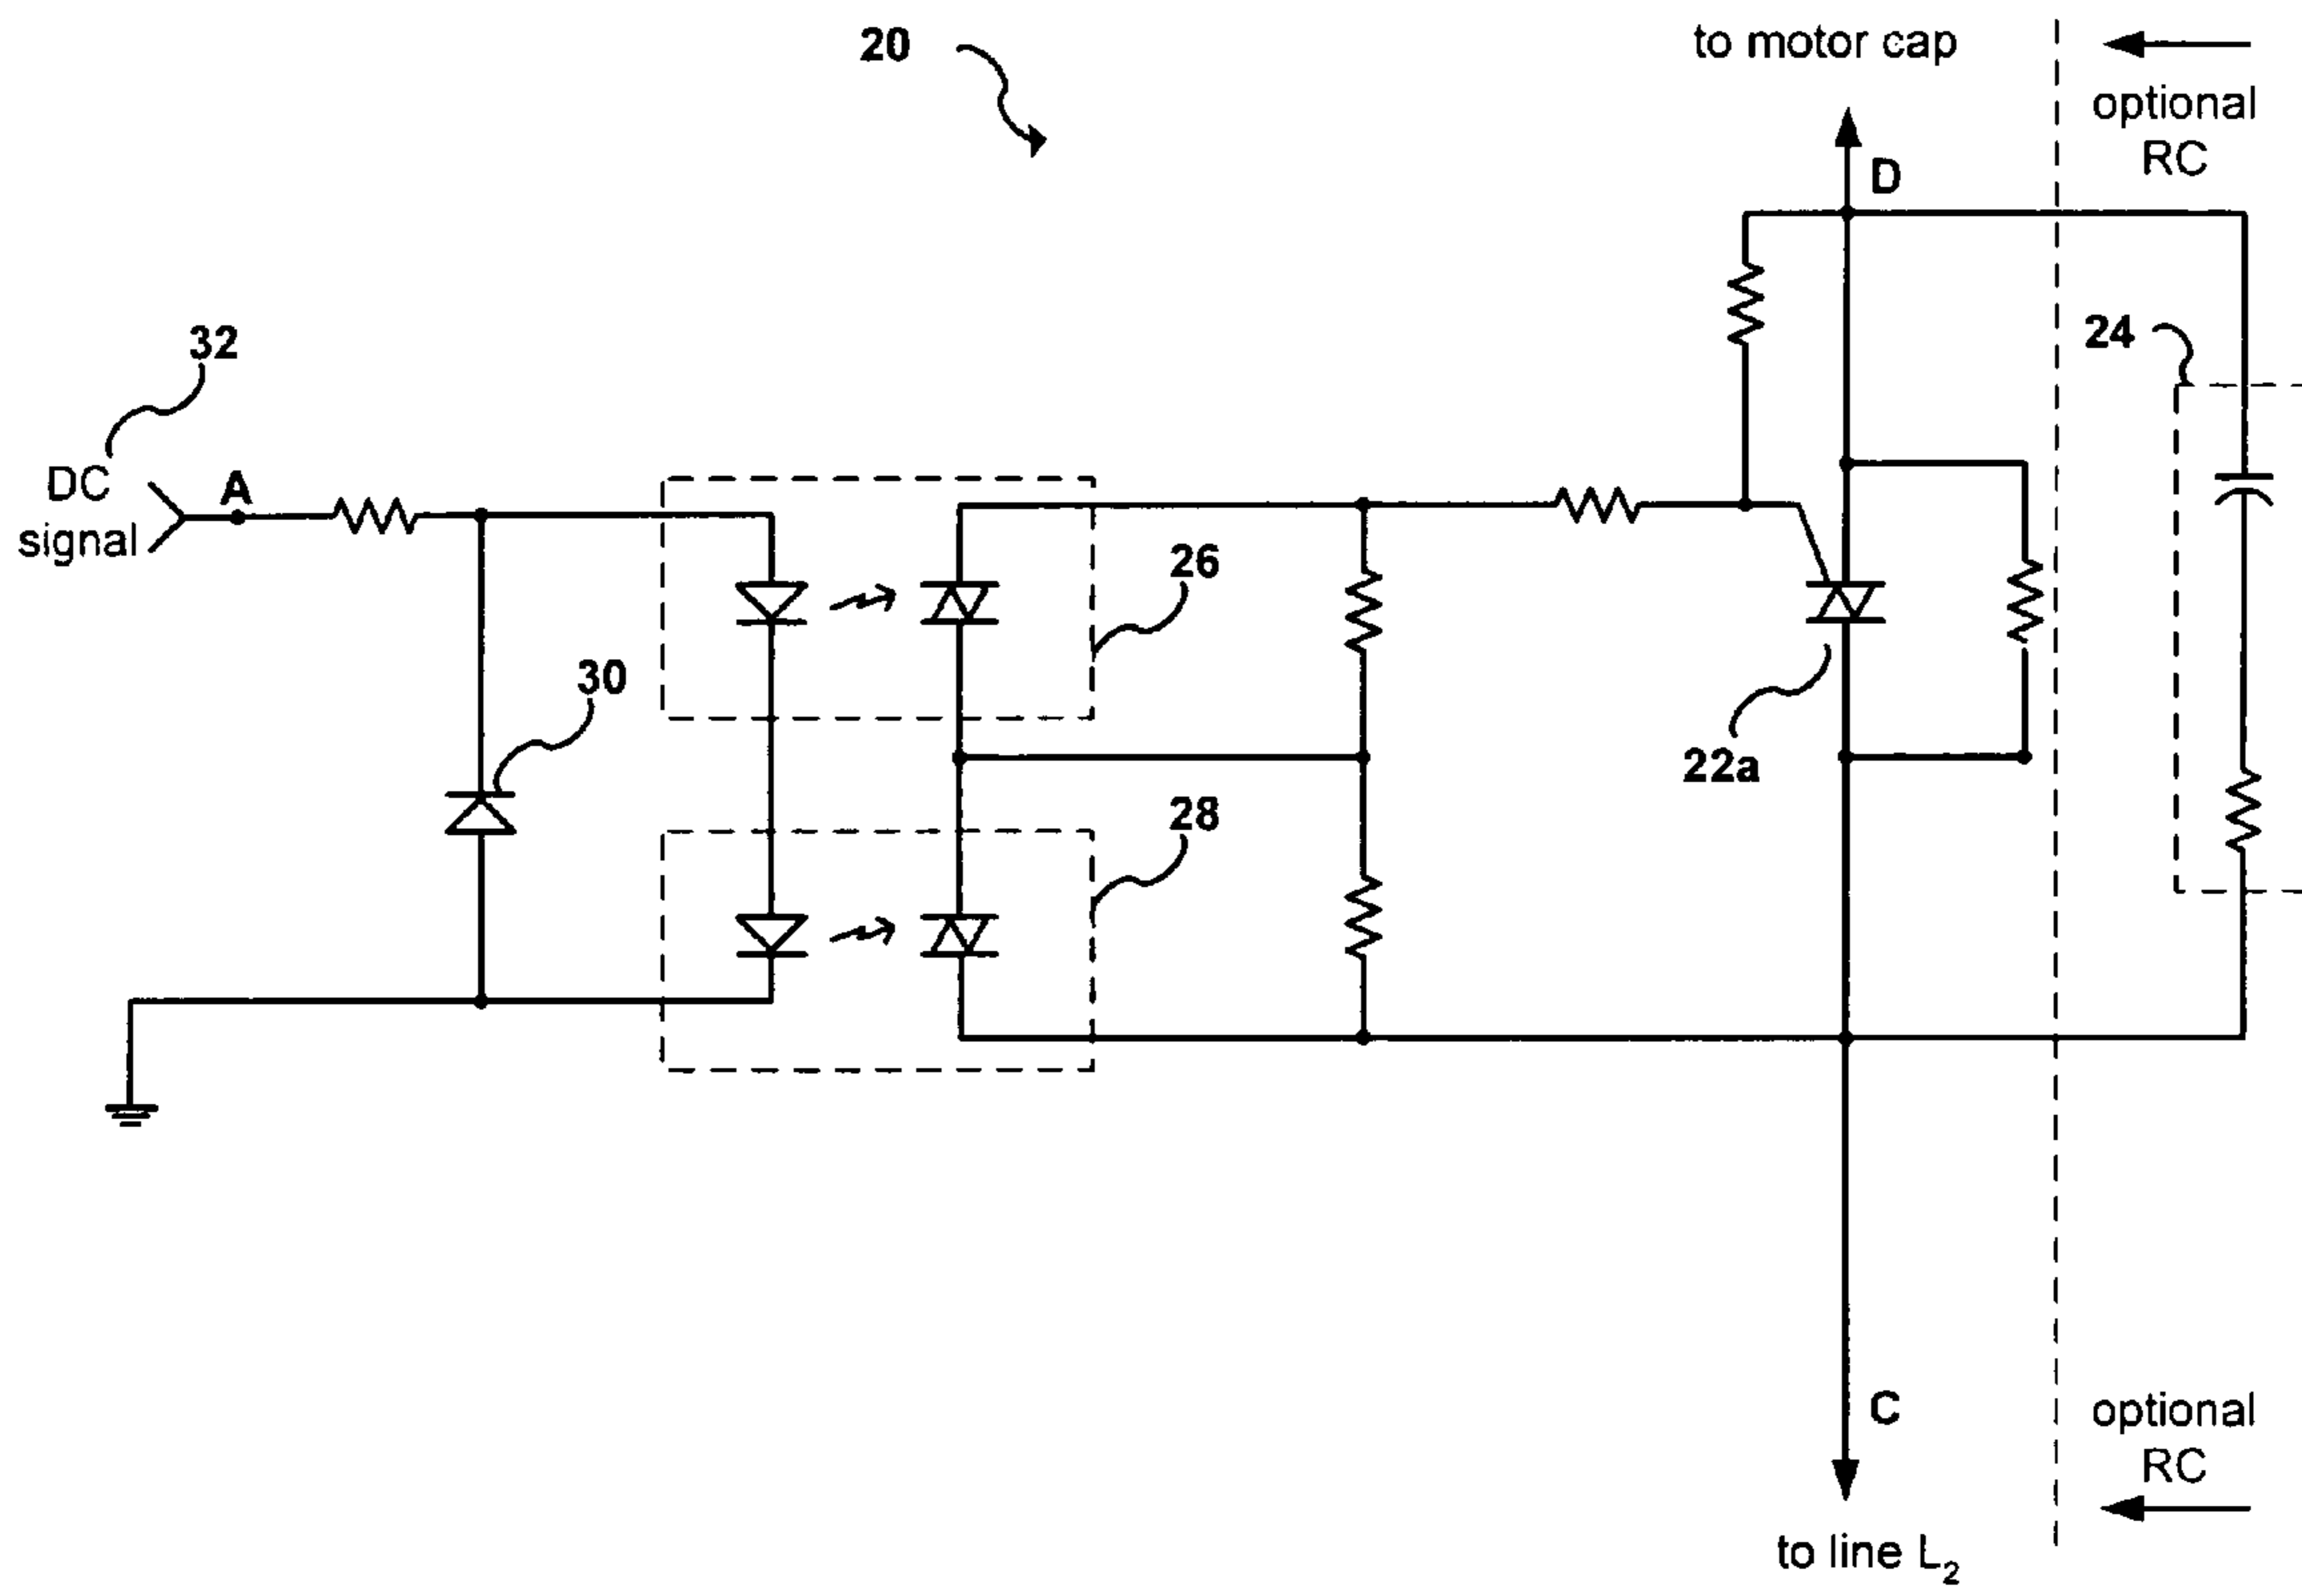 20
to motor cap
optional
RC
D
24
32
DC
signal
A
26
30
22a
28
C
optional
RC
to line L₂